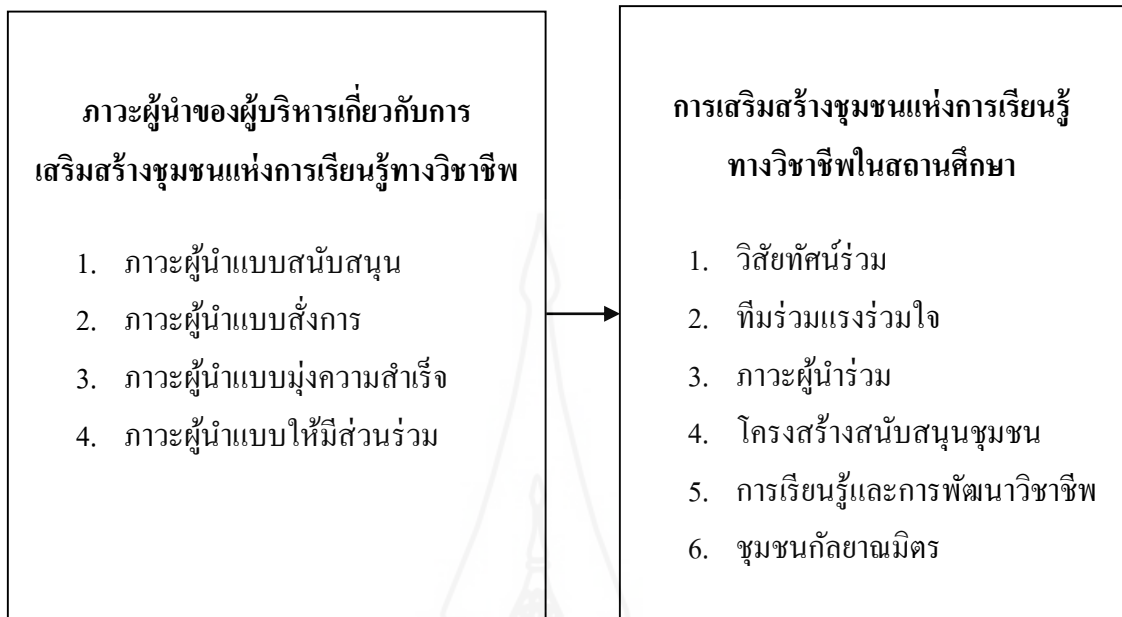 ภาวะผู้นำของผู้บริหารเกี่ยวกับการ
เสริมสร้างชุมชนแห่งการเรียนรู้ทางวิชาชีพ
1. ภาวะผู้นำแบบสนับสนุน
2. ภาวะผู้นำแบบสั่งการ
3. ภาวะผู้นำแบบมุ่งความสำเร็จ
4. ภาวะผู้นำแบบให้มีส่วนร่วม
การเสริมสร้างชุมชนแห่งการเรียนรู้
ทางวิชาชีพในสถานศึกษา
1. วิสัยทัศน์ร่วม
2. ทีมร่วมแรงร่วมใจ
3. ภาวะผู้นำร่วม
4. โครงสร้างสนับสนุนชุมชน
5. การเรียนรู้และการพัฒนาวิชาชีพ
6. ชุมชนกัลยาณมิตร